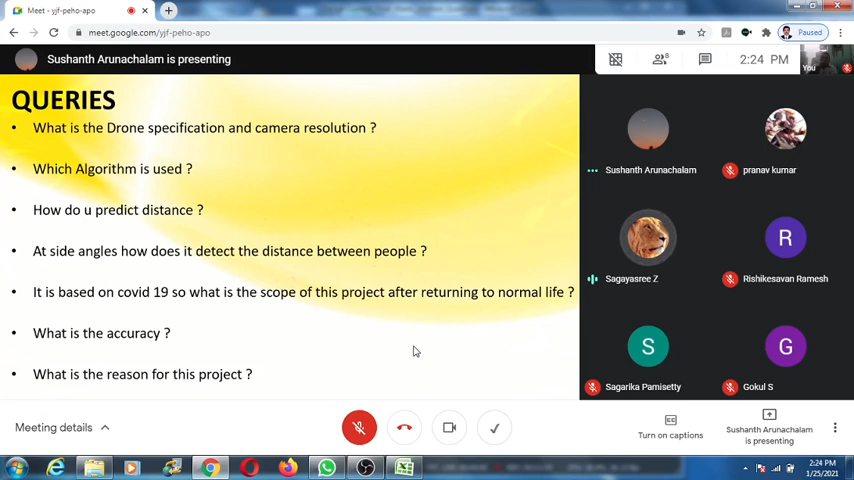 Meet - yjf-peho-apo
meet.google.com/yjf-peho-apo
Paused
Sushanth Arunachalam is presenting
8
2:24 PM
You
QUERIES
• What is the Drone specification and camera resolution ?
• Which Algorithm is used ?
• How do u predict distance ?
• At side angles how does it detect the distance between people ?
• It is based on covid 19 so what is the scope of this project after returning to normal life ?
• What is the accuracy ?
• What is the reason for this project ?
Sushanth Arunachalam
pranav kumar
Sagayasree Z
R
Rishikesavan Ramesh
S
Sagarika Pamisetty
G
Gokul S
Meeting details
Turn on captions
Sushanth Arunachalam
is presenting
2:24 PM
1/25/2021